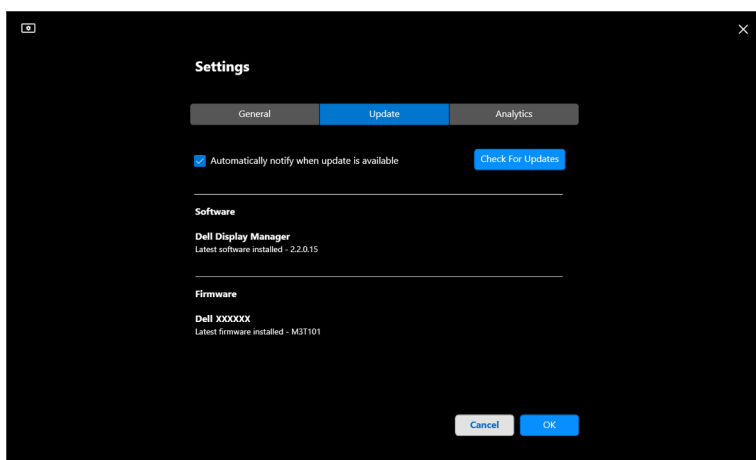 Settings
General Update Analytics
Automatically notify when update is available Check For Updates
Software
Dell Display Manager
Latest software installed - 2.2.0.15
Firmware
Dell XXXXXX
Latest firmware installed - M3T101
Cancel OK